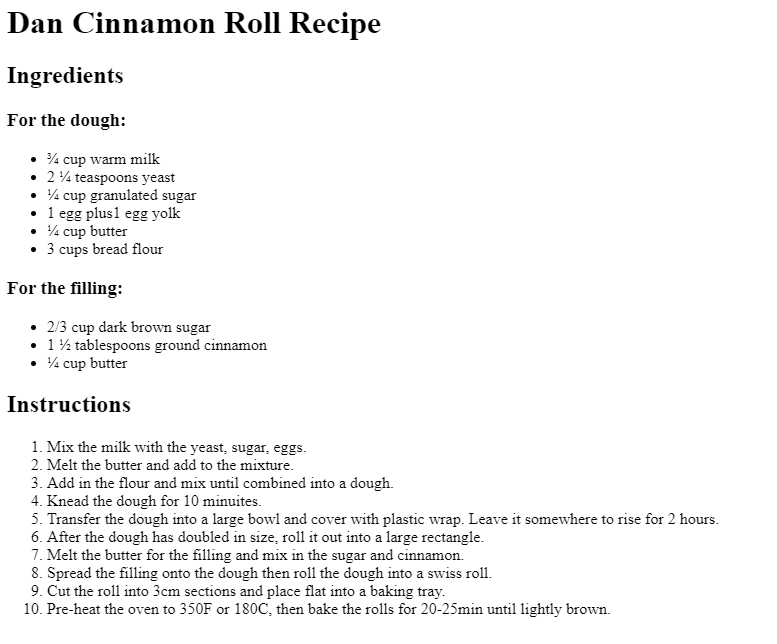 Dan Cinnamon Roll Recipe
Ingredients
For the dough:
• ¾ cup warm milk
• 2 ¼ teaspoons yeast
• ¼ cup granulated sugar
• 1 egg plus1 egg yolk
• ¼ cup butter
• 3 cups bread flour
For the filling:
• 2/3 cup dark brown sugar
• 1 ½ tablespoons ground cinnamon
• ¼ cup butter
Instructions
1. Mix the milk with the yeast, sugar, eggs.
2. Melt the butter and add to the mixture.
3. Add in the flour and mix until combined into a dough.
4. Knead the dough for 10 minuites.
5. Transfer the dough into a large bowl and cover with plastic wrap. Leave it somewhere to rise for 2 hours.
6. After the dough has doubled in size, roll it out into a large rectangle.
7. Melt the butter for the filling and mix in the sugar and cinnamon.
8. Spread the filling onto the dough then roll the dough into a swiss roll.
9. Cut the roll into 3cm sections and place flat into a baking tray.
10. Pre-heat the oven to 350F or 180C, then bake the rolls for 20-25min until lightly brown.